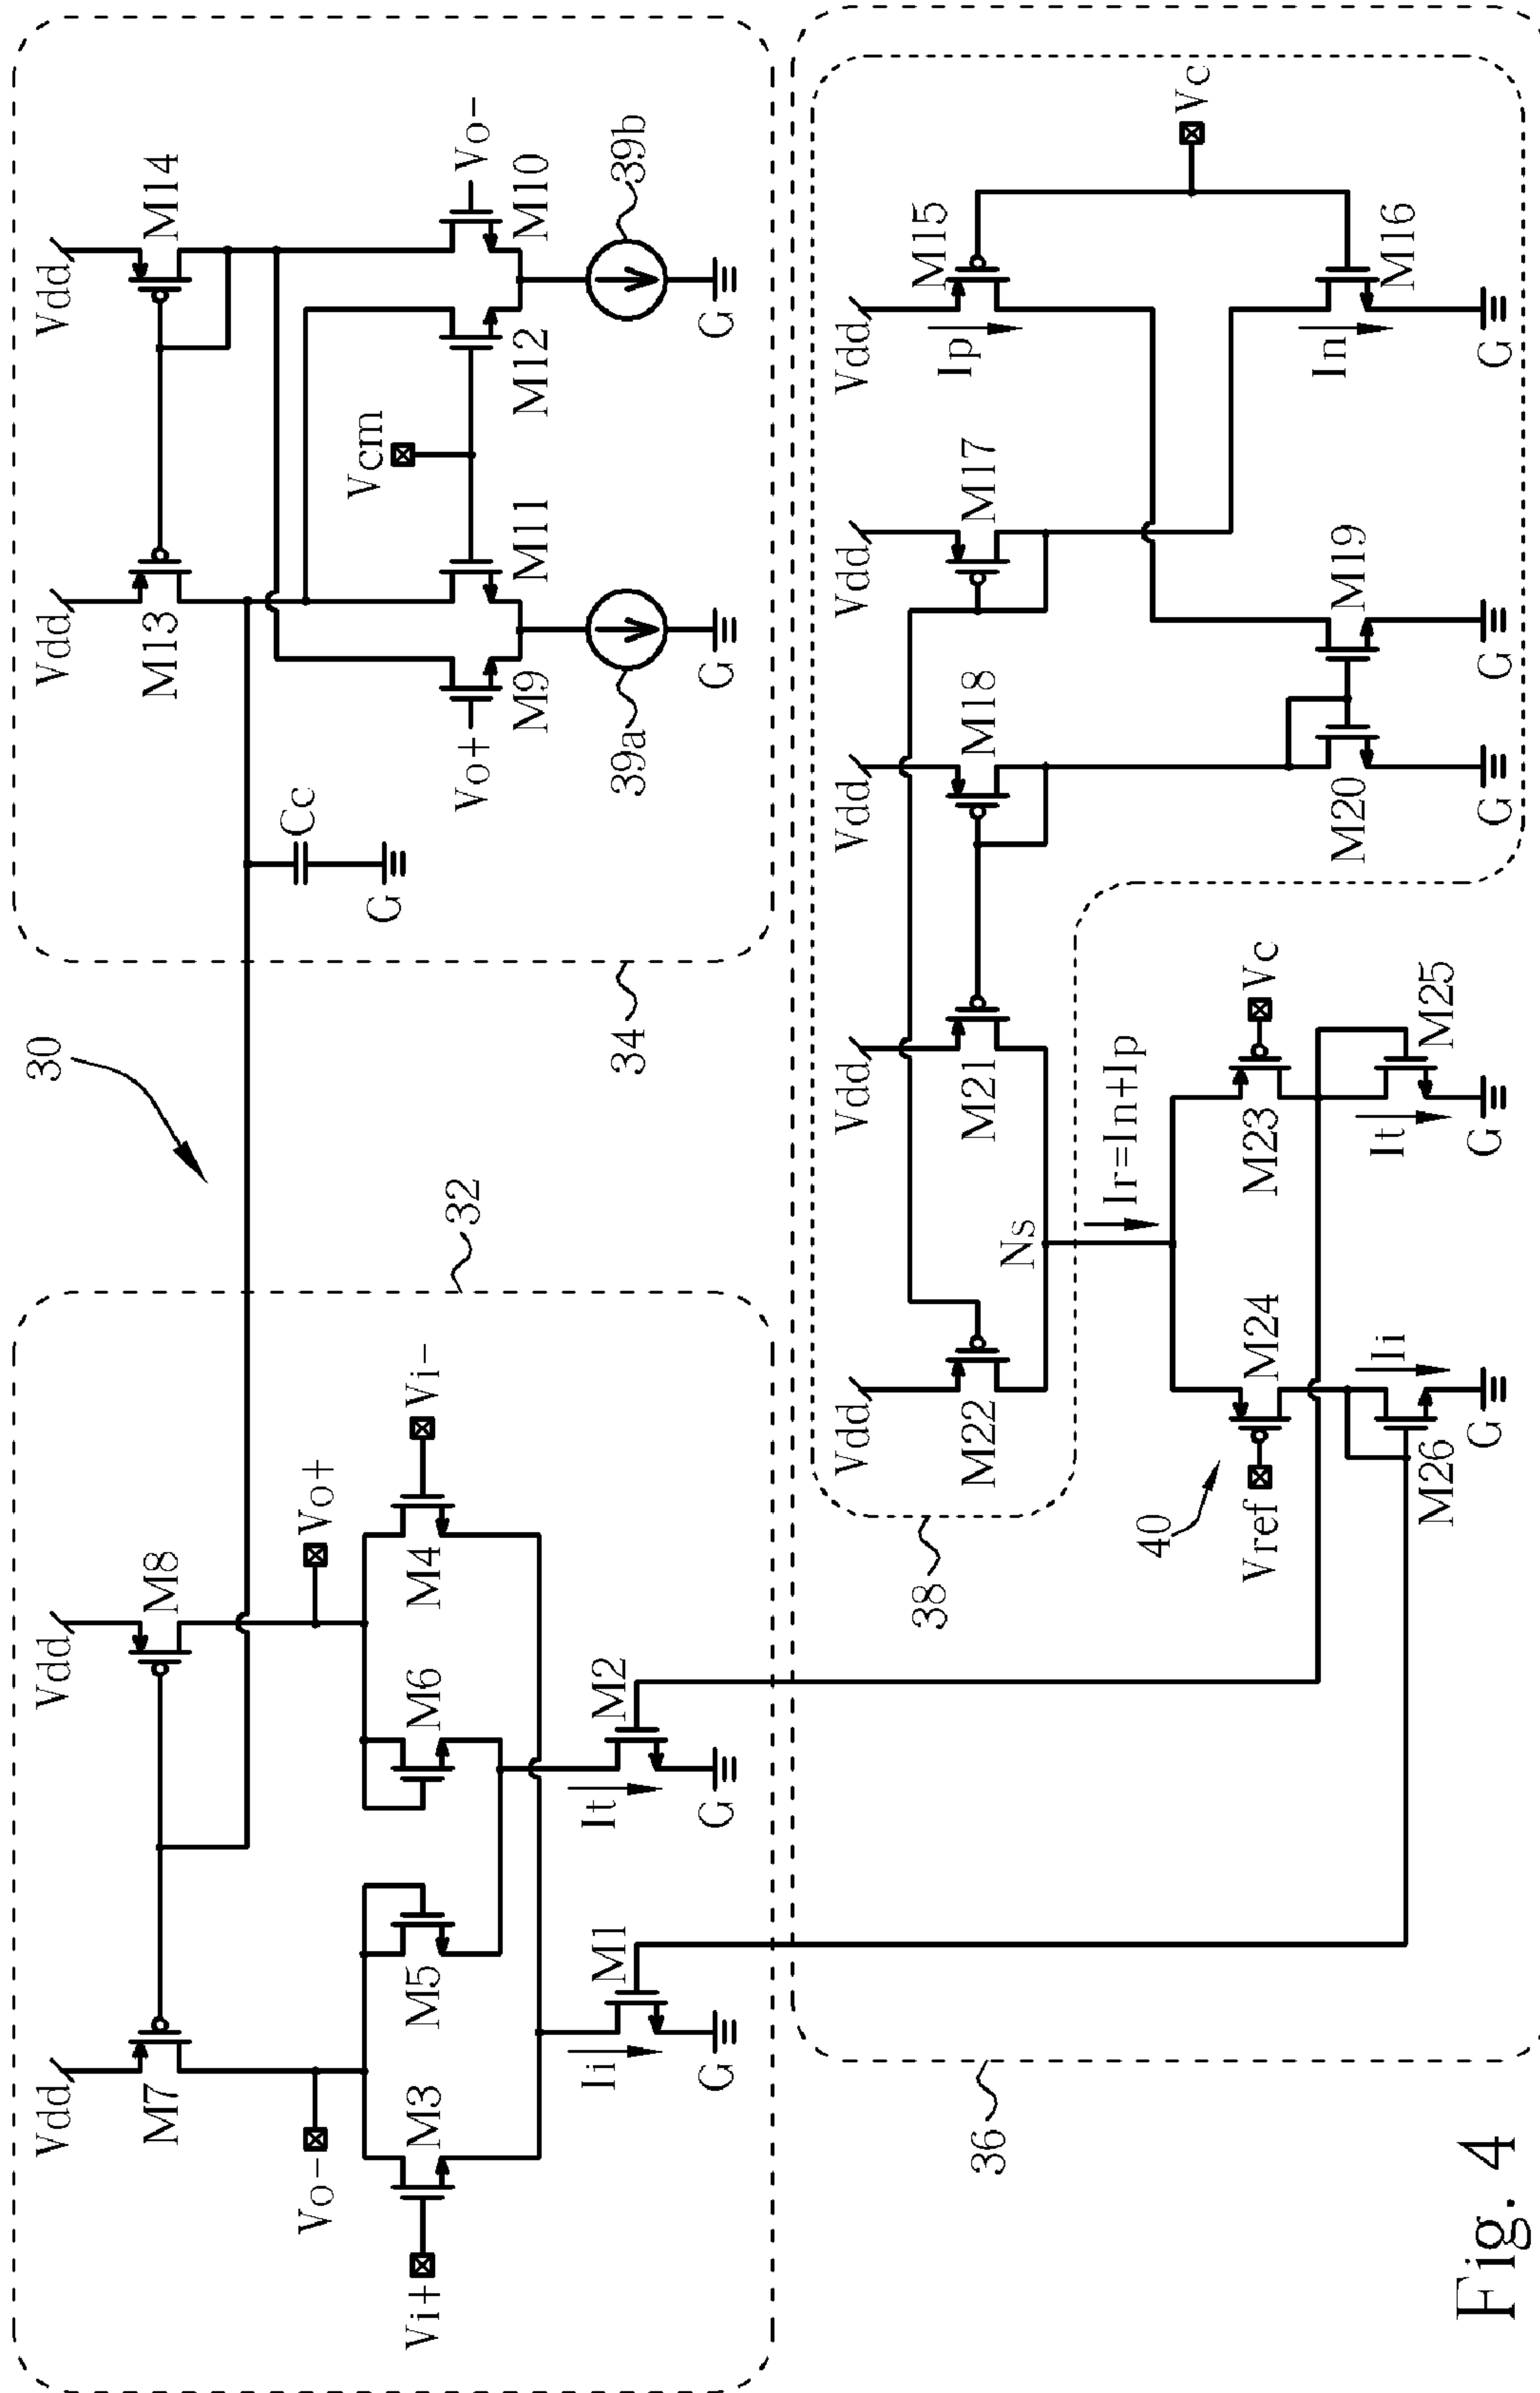 30
Vdd
Vdd
Vdd
Vdd
M7
M8
M13
M14
Vo-
Vo+
Cc
G
Vcm
Vi+
M3
M5
M6
M4
Vi-
32
Vo+
M9
M11
M12
M10
Vo-
Ii
M1
It
M2
G
G
34
39a
G
39b
G
Vdd
Vdd
Vdd
Vdd
Vdd
M22
M21
M18
M17
M15
Ip
38
Ns
36
Ir=In+Ip
Vc
40
Vref
M24
M23
Vc
M26
Ii
It
M25
M20
M19
In
M16
G
G
G
G
G
Fig. 4